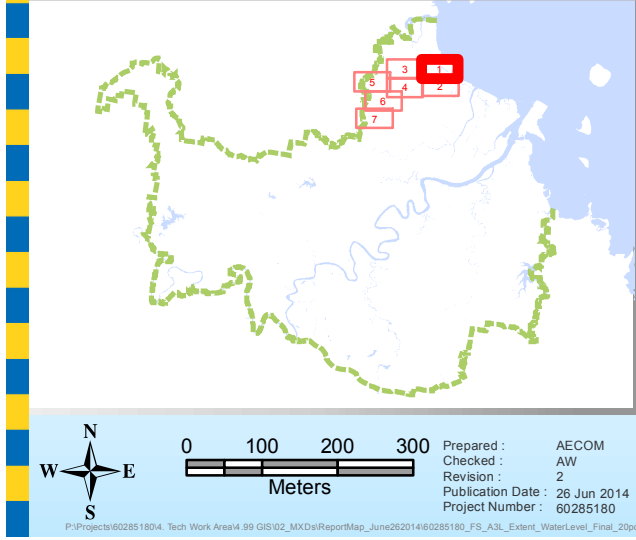 3 1
5 4 2
6
7
N
W E
S
0 100 200 300
Meters
Prepared : AECOM
Checked : AW
Revision : 2
Publication Date : 26 Jun 2014
Project Number : 60285180
P:\Projects\60285180\4. Tech Work Area\4.99 GIS\02_MXDs\ReportMap_June262014\60285180_FS_A3L_Extent_WaterLevel_Final_20p